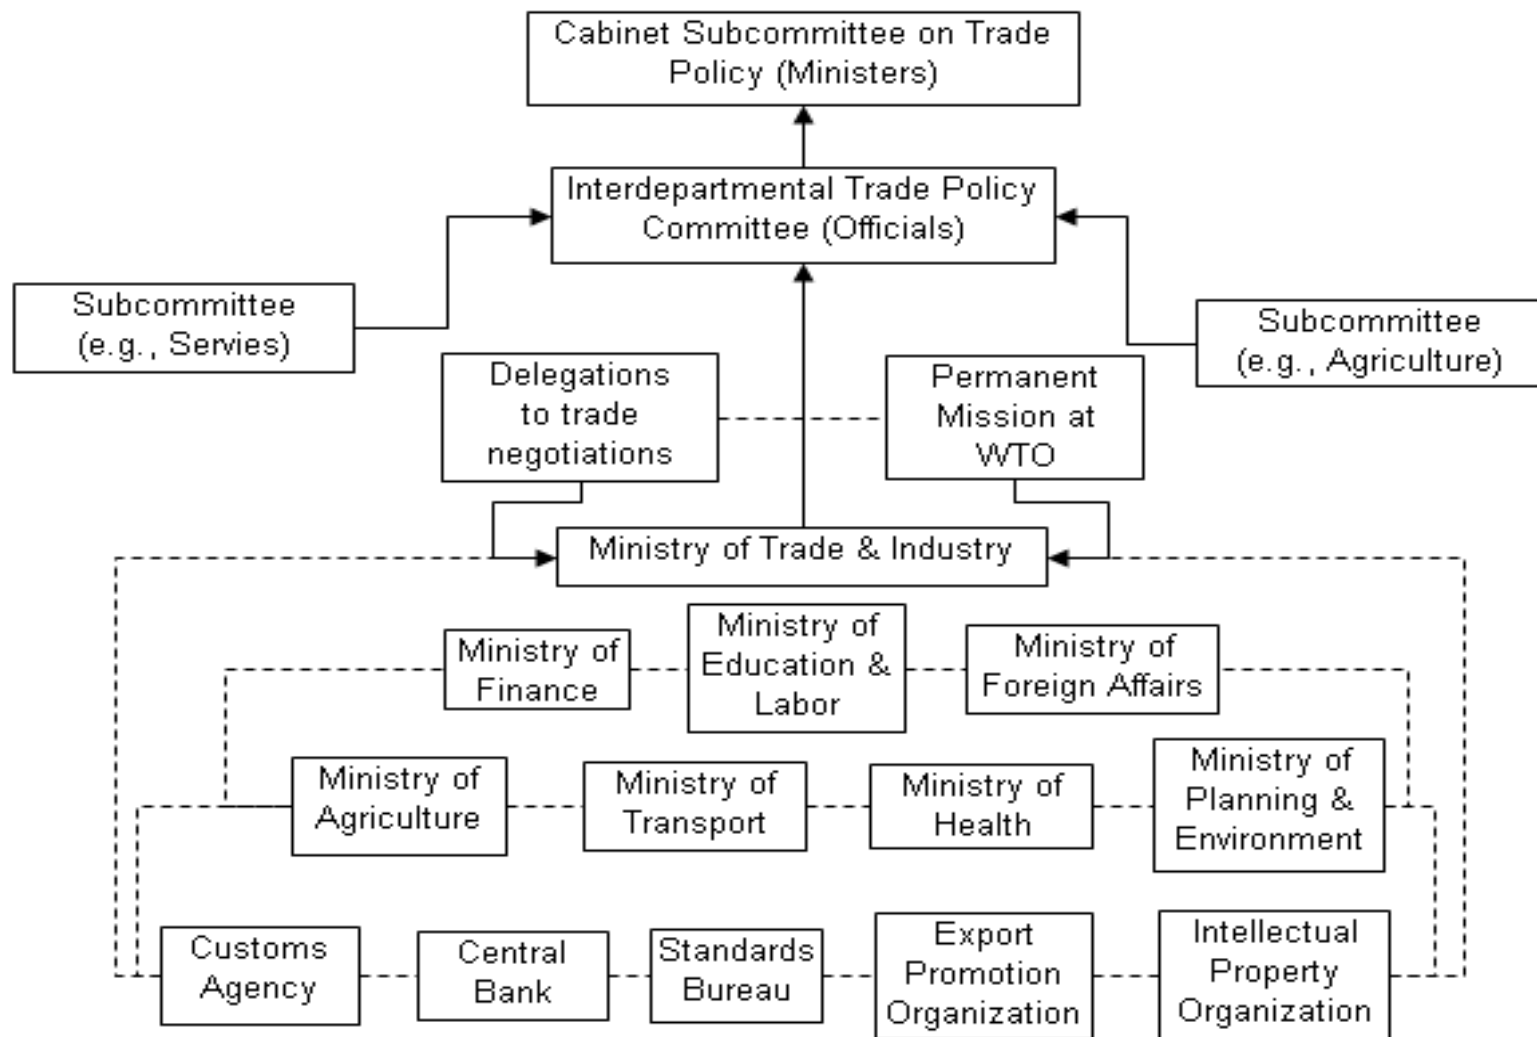 Cabinet Subcommittee on Trade
Policy (Ministers)
Interdepartmental Trade Policy
Committee (Officials)
Subcommittee
(e.g., Servies)
Subcommittee
(e.g., Agriculture)
Delegations
to trade
negotiations
Permanent
Mission at
WTO
Ministry of Trade & Industry
Ministry of
Finance
Ministry of
Education &
Labor
Ministry of
Foreign Affairs
Ministry of
Agriculture
Ministry of
Transport
Ministry of
Health
Ministry of
Planning &
Environment
Customs
Agency
Central
Bank
Standards
Bureau
Export
Promotion
Organization
Intellectual
Property
Organization